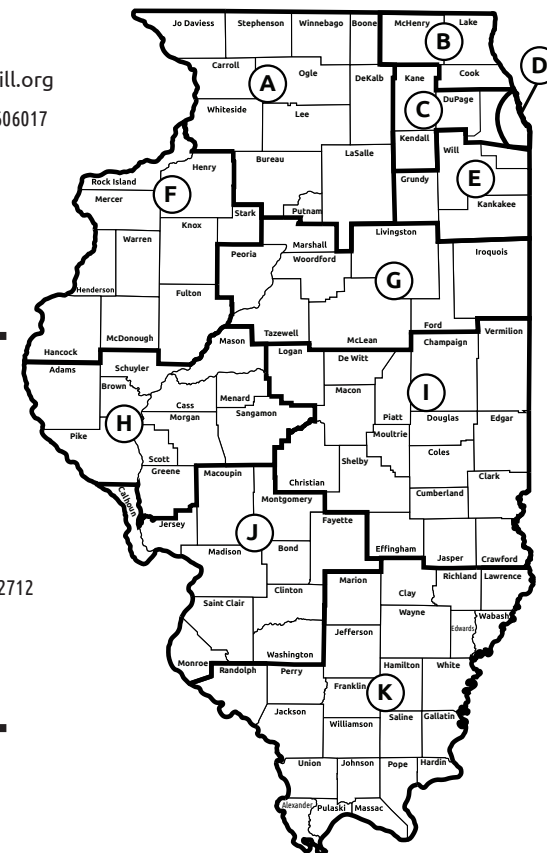 ill.org
606017
2712
Jo Daviess Stephenson Winnebago Boone McHenry Lake
B
D
Carroll Ogle DeKalb Kane Cook
A
C
DuPage
Whiteside Lee
Kendall
Will
LaSalle
Bureau
Henry
Grundy
E
Rock Island
F
Mercer
Kankakee
Stark Putnam
Knox
Livingston
Warren
Marshall
Peoria Woordford
Iroquois
G
Henderson
Fulton
Ford
Vermilion
Tazewell
McDonough Mason McLean Champaign
Hancock
Logan De Witt
Adams Schuyler
Brown
Macon
Menard
I
Cass
Morgan Sangamon
Piatt Douglas Edgar
H
Moultrie
Pike
Coles
Scott Shelby
Greene Macoupin
Clark
Christian
Calhoun
Montgomery
Cumberland
Jersey
Fayette
J
Effingham
Madison Bond
Jasper Crawford
Marion
Richland Lawrence
Clinton
Clay
Saint Clair
Wayne
Wabash
Edwards
Jefferson
Washington
Monroe Hamilton White
Randolph Perry
Franklin
K
Jackson
Saline Gallatin
Williamson
Union Johnson Pope Hardin
Alexander Pulaski Massac